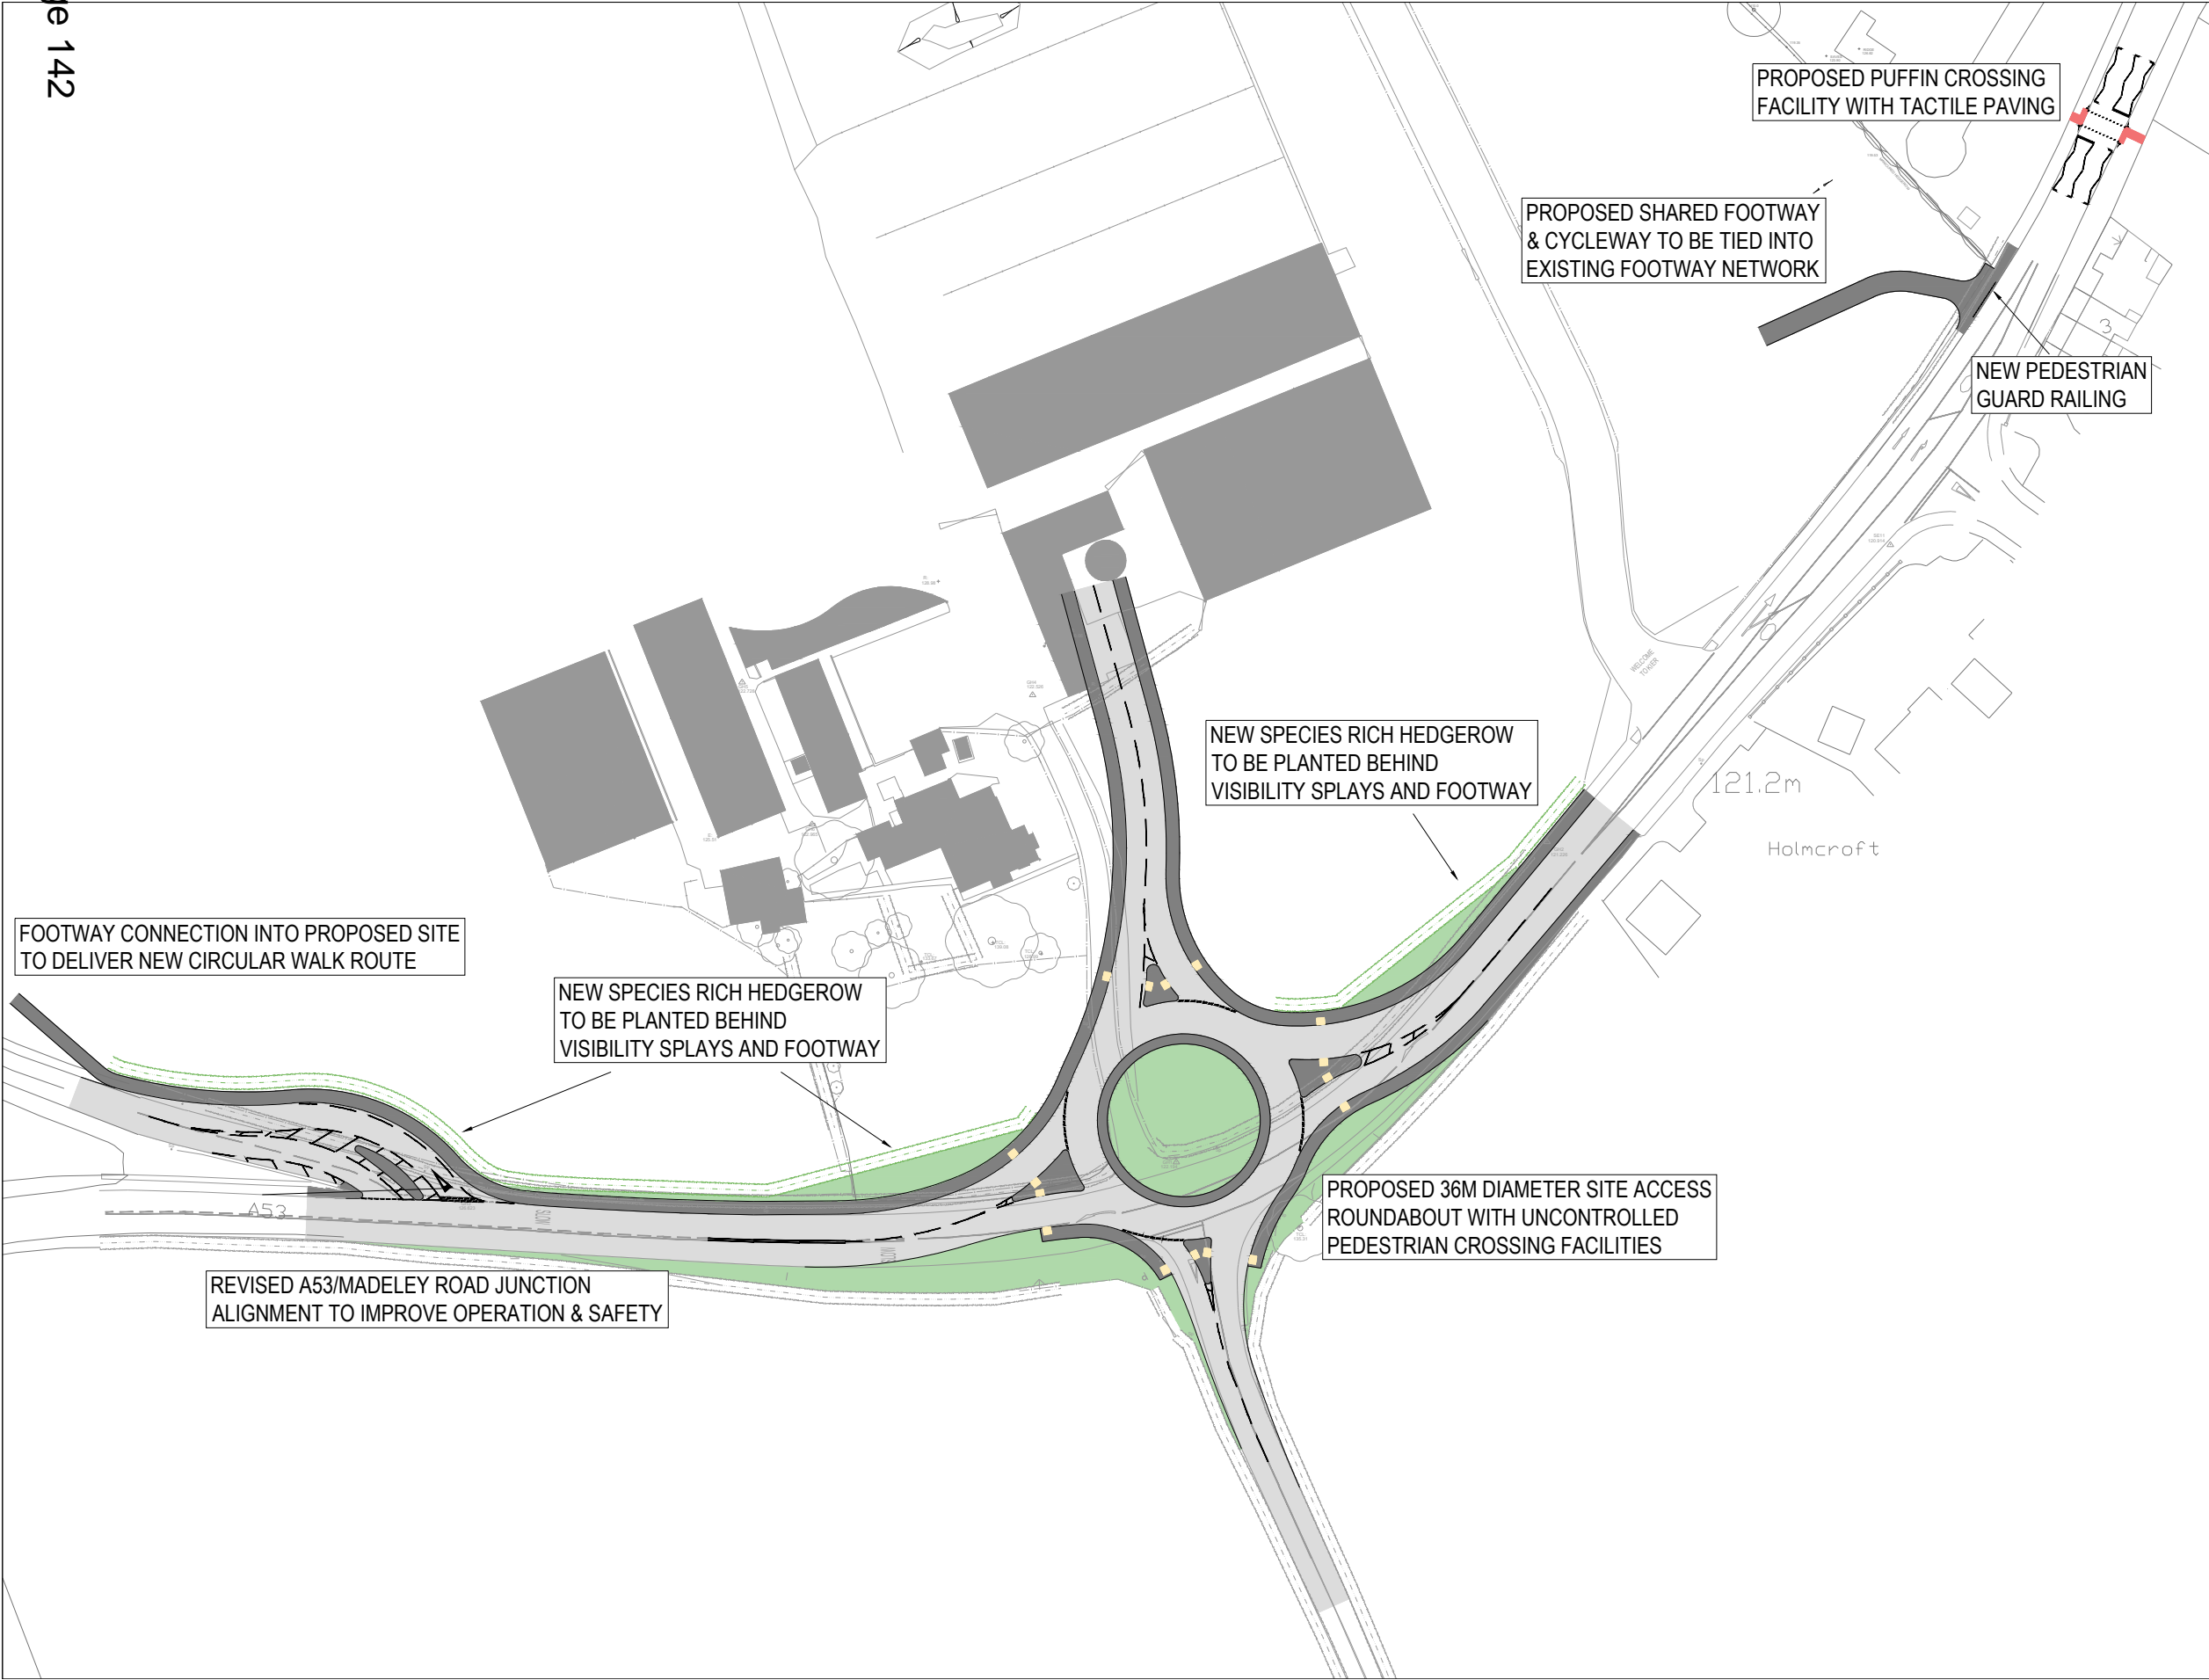 ge 142
PROPOSED PUFFIN CROSSING
FACILITY WITH TACTILE PAVING
PROPOSED SHARED FOOTWAY
& CYCLEWAY TO BE TIED INTO
EXISTING FOOTWAY NETWORK
3
NEW PEDESTRIAN
GUARD RAILING
WELCOME
NEW SPECIES RICH HEDGEROW
TO BE PLANTED BEHIND
VISIBILITY SPLAYS AND FOOTWAY
121.2m
Holmcroft
FOOTWAY CONNECTION INTO PROPOSED SITE
TO DELIVER NEW CIRCULAR WALK ROUTE
NEW SPECIES RICH HEDGEROW
TO BE PLANTED BEHIND
VISIBILITY SPLAYS AND FOOTWAY
A53
SLOW
PROPOSED 36M DIAMETER SITE ACCESS
ROUNDABOUT WITH UNCONTROLLED
PEDESTRIAN CROSSING FACILITIES
REVISED A53/MADELEY ROAD JUNCTION
ALIGNMENT TO IMPROVE OPERATION & SAFETY